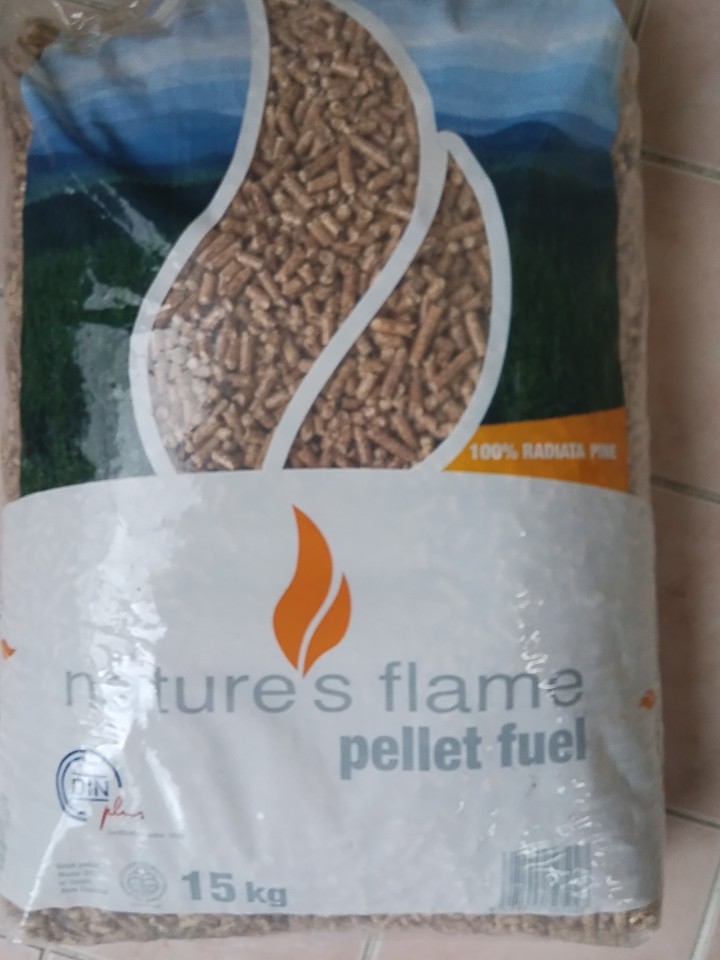 100% RADIATA PINE
nature's flame
pellet fuel
DIN
plus
15 kg